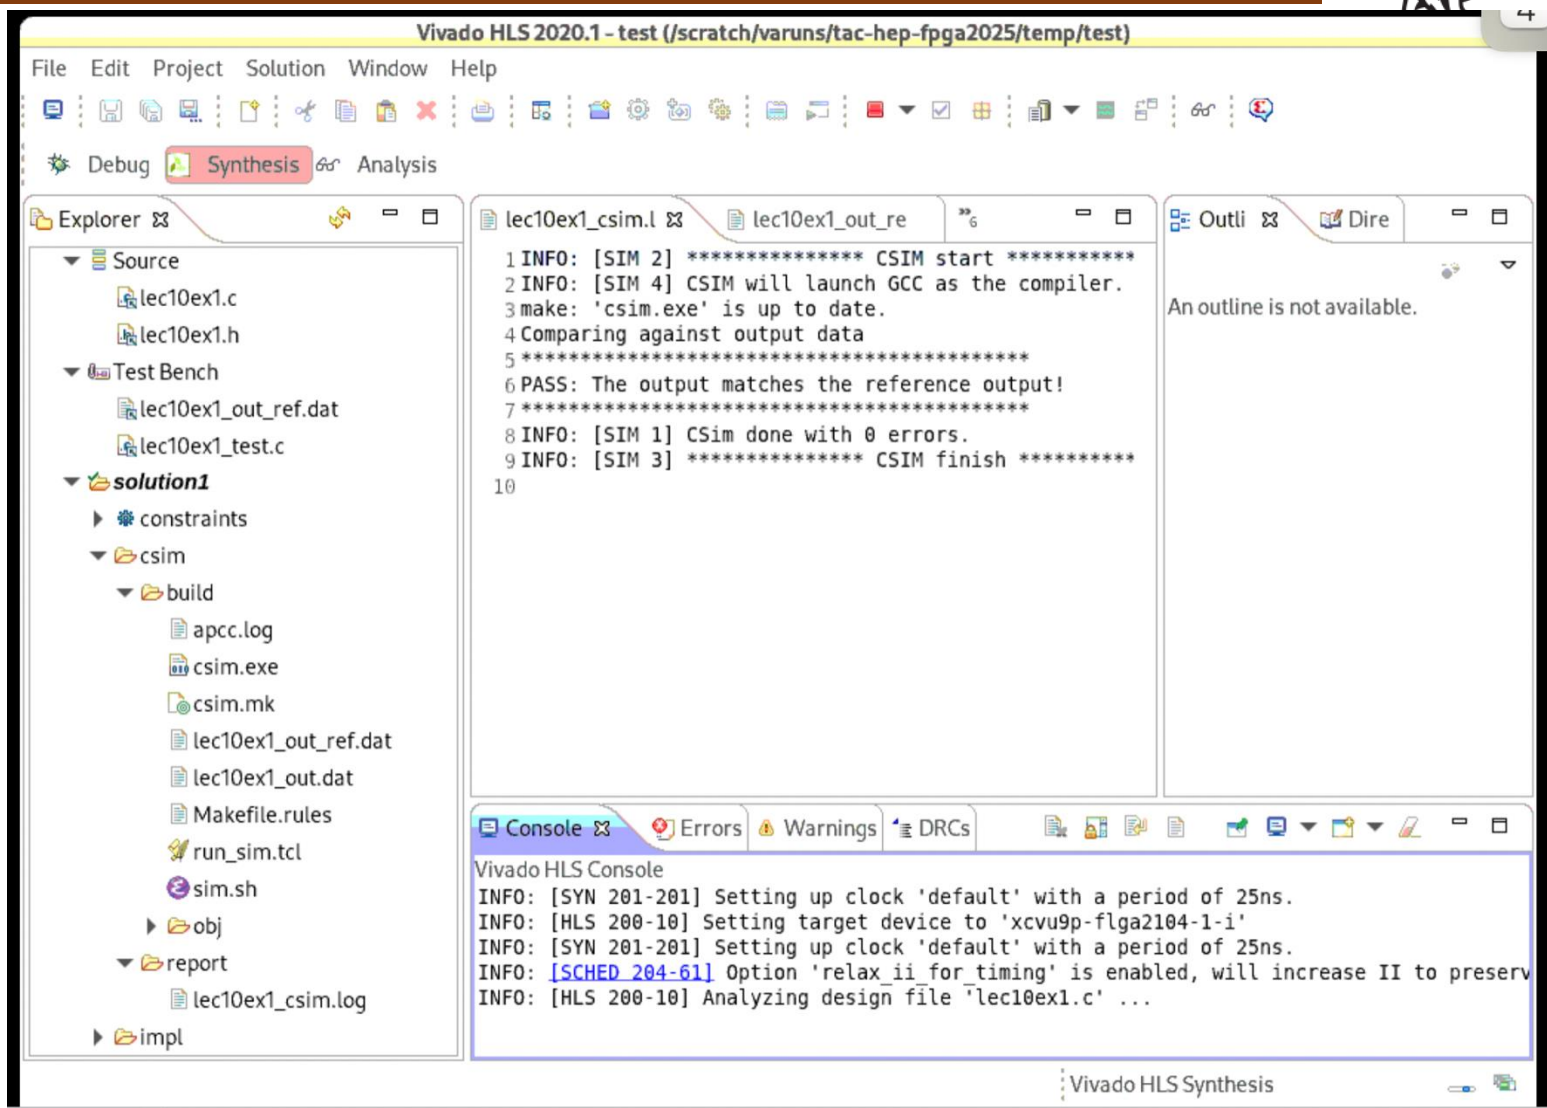 4
Vivado HLS 2020.1 - test (/scratch/varuns/tac-hep-fpga2025/temp/test)
File Edit Project Solution Window Help
Debug Synthesis Analysis
Explorer
Source
lec10ex1.c
lec10ex1.h
Test Bench
lec10ex1_out_ref.dat
lec10ex1_test.c
solution1
constraints
csim
build
apcc.log
csim.exe
csim.mk
lec10ex1_out_ref.dat
lec10ex1_out.dat
Makefile.rules
run_sim.tcl
sim.sh
obj
report
lec10ex1_csim.log
impl
lec10ex1_csim.l lec10ex1_out_re »6
1 INFO: [SIM 2] *************** CSIM start ***********
2 INFO: [SIM 4] CSIM will launch GCC as the compiler.
3 make: 'csim.exe' is up to date.
4 Comparing against output data
5 *******************************************
6 PASS: The output matches the reference output!
7 *******************************************
8 INFO: [SIM 1] CSim done with 0 errors.
9 INFO: [SIM 3] *************** CSIM finish **********
10
Outli Dire
An outline is not available.
Console Errors Warnings DRCs
Vivado HLS Console
INFO: [SYN 201-201] Setting up clock 'default' with a period of 25ns.
INFO: [HLS 200-10] Setting target device to 'xcvu9p-flga2104-1-i'
INFO: [SYN 201-201] Setting up clock 'default' with a period of 25ns.
INFO: [SCHED 204-61] Option 'relax_ii_for_timing' is enabled, will increase II to preserv
INFO: [HLS 200-10] Analyzing design file 'lec10ex1.c' ...
Vivado HLS Synthesis